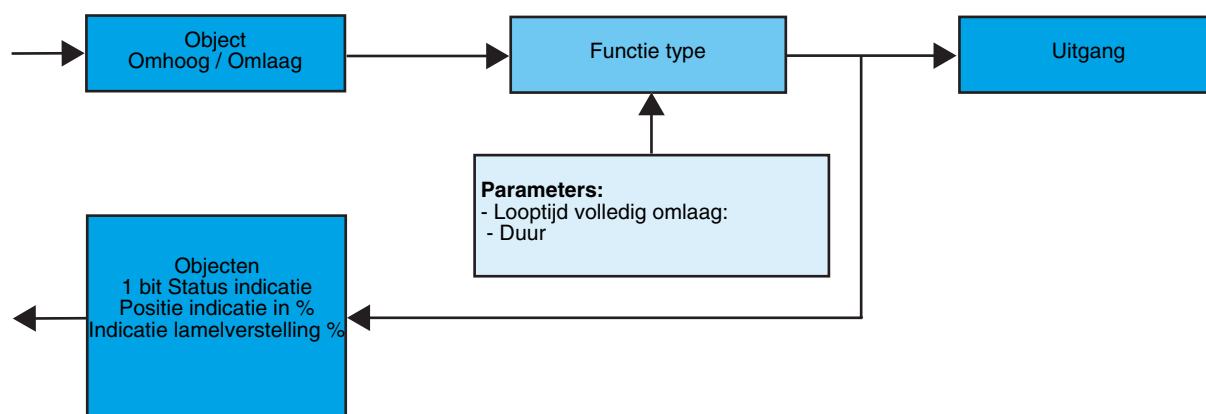 Object
Omhoog / Omlaag
Functie type
Uitgang
Parameters:
- Looptijd volledig omlaag:
- Duur
Objecten
1 bit Status indicatie
Positie indicatie in %
Indicatie lamelverstelling %